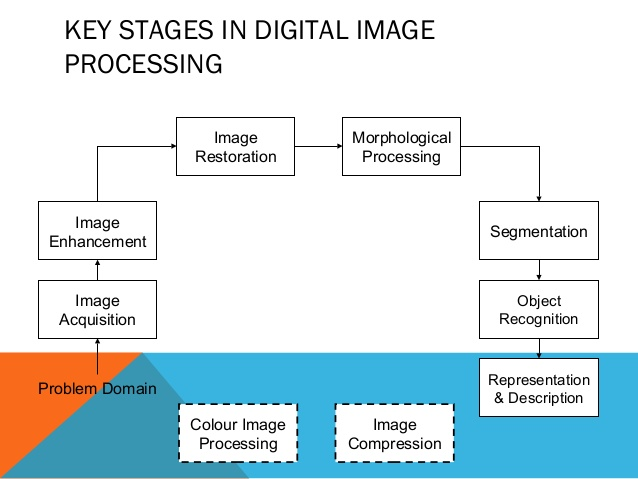 KEY STAGES IN DIGITAL IMAGE
PROCESSING
Image
Restoration
Morphological
Processing
Image
Enhancement
Segmentation
Image
Acquisition
Object
Recognition
Problem Domain
Representation
& Description
Colour Image
Processing
Image
Compression